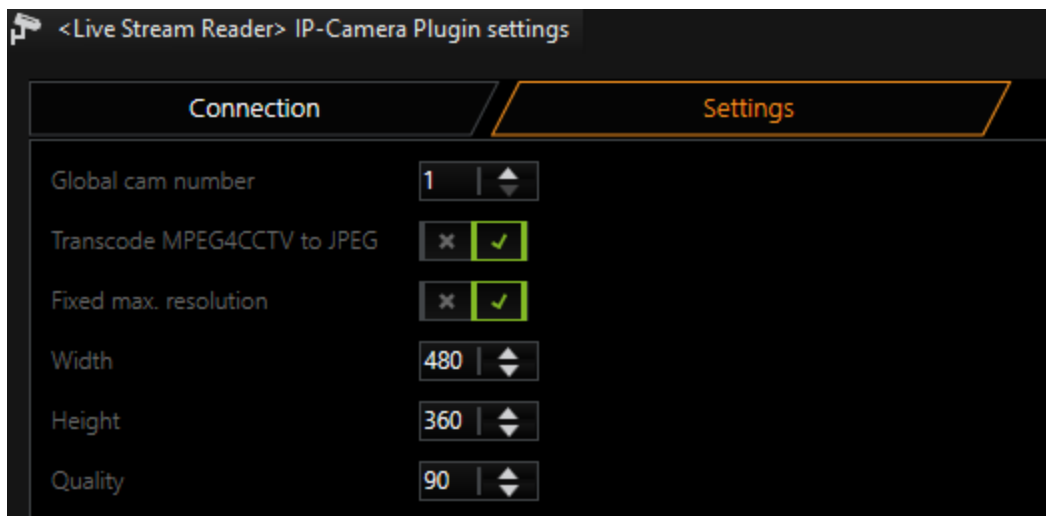 <Live Stream Reader> IP-Camera Plugin settings
Connection Settings
Global cam number 1
Transcode MPEG4CCTV to JPEG
Fixed max. resolution
Width 480
Height 360
Quality 90